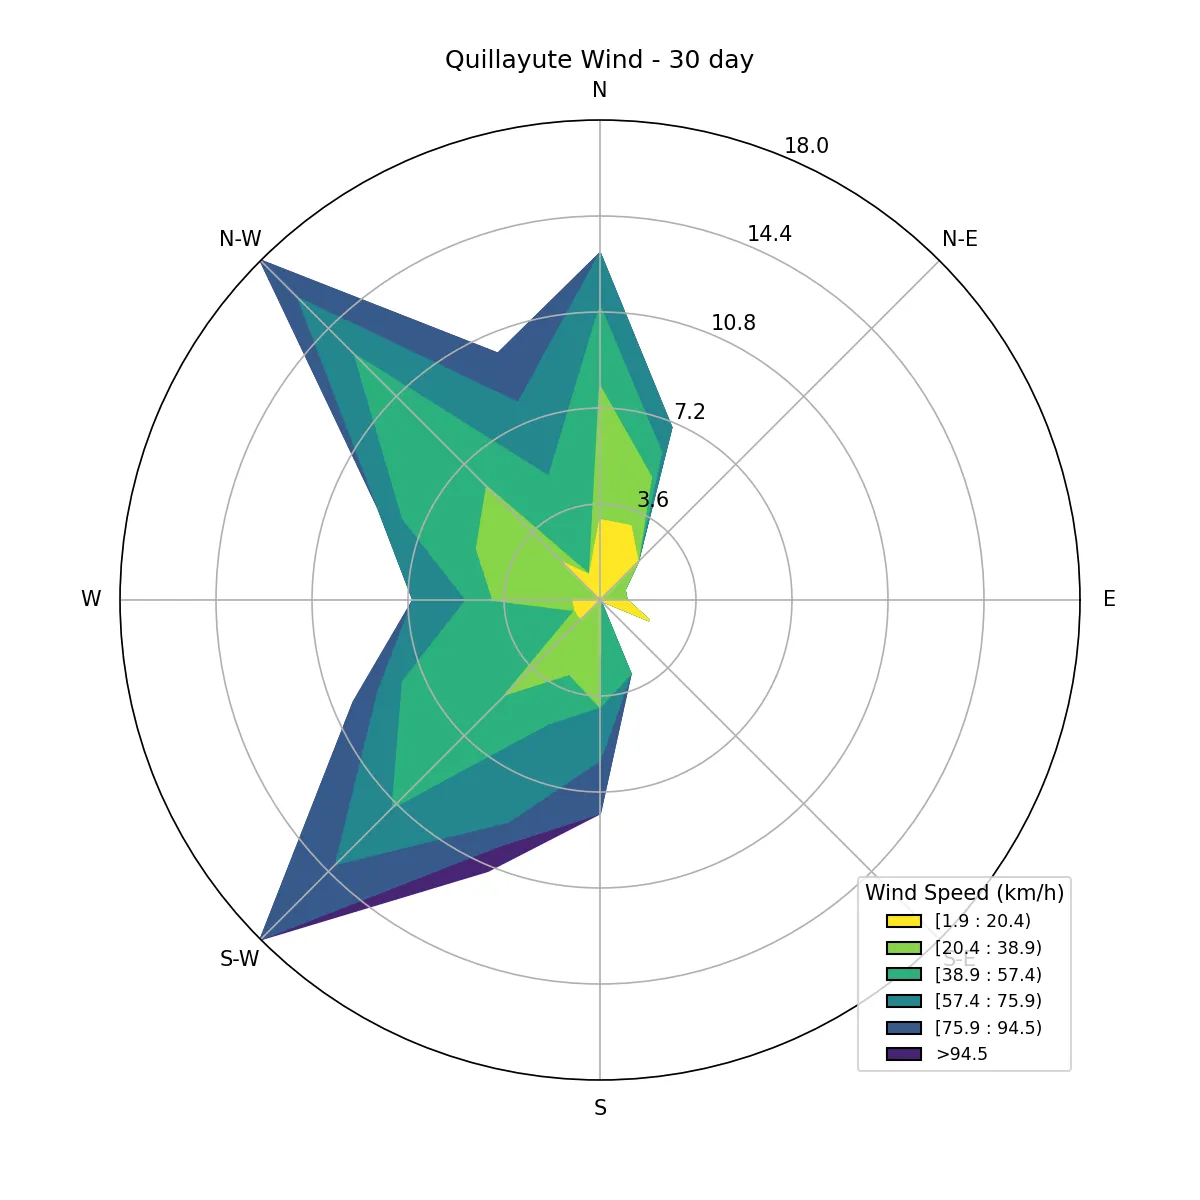 Quillayute Wind - 30 day
N
18.0
N-W
N-E
14.4
10.8
7.2
3.6
W
E
S-W
S-E
S
Wind Speed (km/h)
[1.9 : 20.4)
[20.4 : 38.9)
[38.9 : 57.4)
[57.4 : 75.9)
[75.9 : 94.5)
>94.5